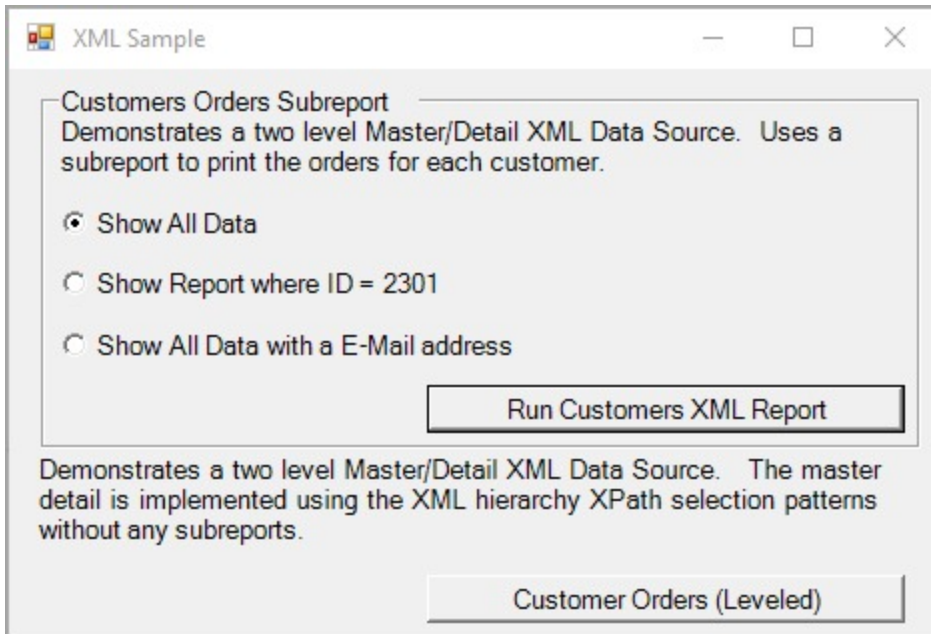 XML Sample
Customers Orders Subreport
Demonstrates a two level Master/Detail XML Data Source.  Uses a
subreport to print the orders for each customer.
Show All Data
Show Report where ID = 2301
Show All Data with a E-Mail address
Run Customers XML Report
Demonstrates a two level Master/Detail XML Data Source.   The master
detail is implemented using the XML hierarchy XPath selection patterns
without any subreports.
Customer Orders (Leveled)